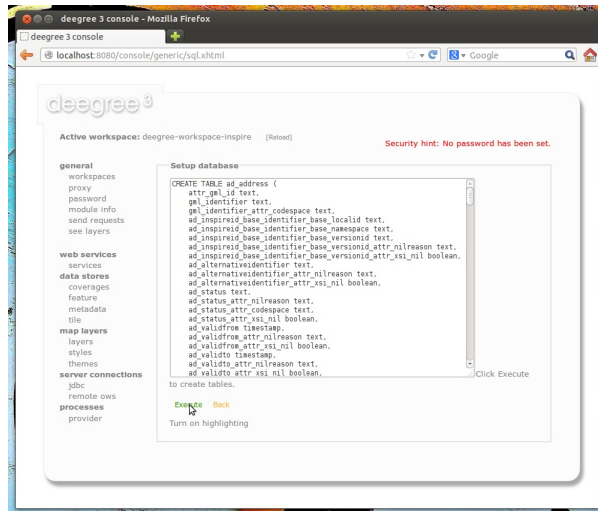 deegree 3 console - Mozilla Firefox
deegree 3 console
localhost:8080/console/generic/sql.xhtml
Google
deegree 3
Active workspace: deegree-workspace-inspire [Reload]
Security hint: No password has been set.
general
workspaces
proxy
password
module info
send requests
see layers
web services
services
data stores
coverages
feature
metadata
tile
map layers
layers
styles
themes
server connections
jdbc
remote ows
processes
provider
Setup database
CREATE TABLE ad_address (
attr_gml_id text,
gml_identifier text,
gml_identifier_attr_codespace text,
ad_inspireid_base_identifier_base_localid text,
ad_inspireid_base_identifier_base_namespace text,
ad_inspireid_base_identifier_base_versionid text,
ad_inspireid_base_identifier_base_versionid_attr_nilreason text,
ad_inspireid_base_identifier_base_versionid_attr_xsi_nil boolean,
ad_alternativeidentifier text,
ad_alternativeidentifier_attr_nilreason text,
ad_alternativeidentifier_attr_xsi_nil boolean,
ad_status text,
ad_status_attr_nilreason text,
ad_status_attr_codespace text,
ad_status_attr_xsi_nil boolean,
ad_validfrom timestamp,
ad_validfrom_attr_nilreason text,
ad_validfrom_attr_xsi_nil boolean,
ad_validto timestamp,
ad_validto_attr_nilreason text,
ad_validto_attr_xsi_nil boolean,
Click Execute
to create tables.
Execute Back
Turn on highlighting